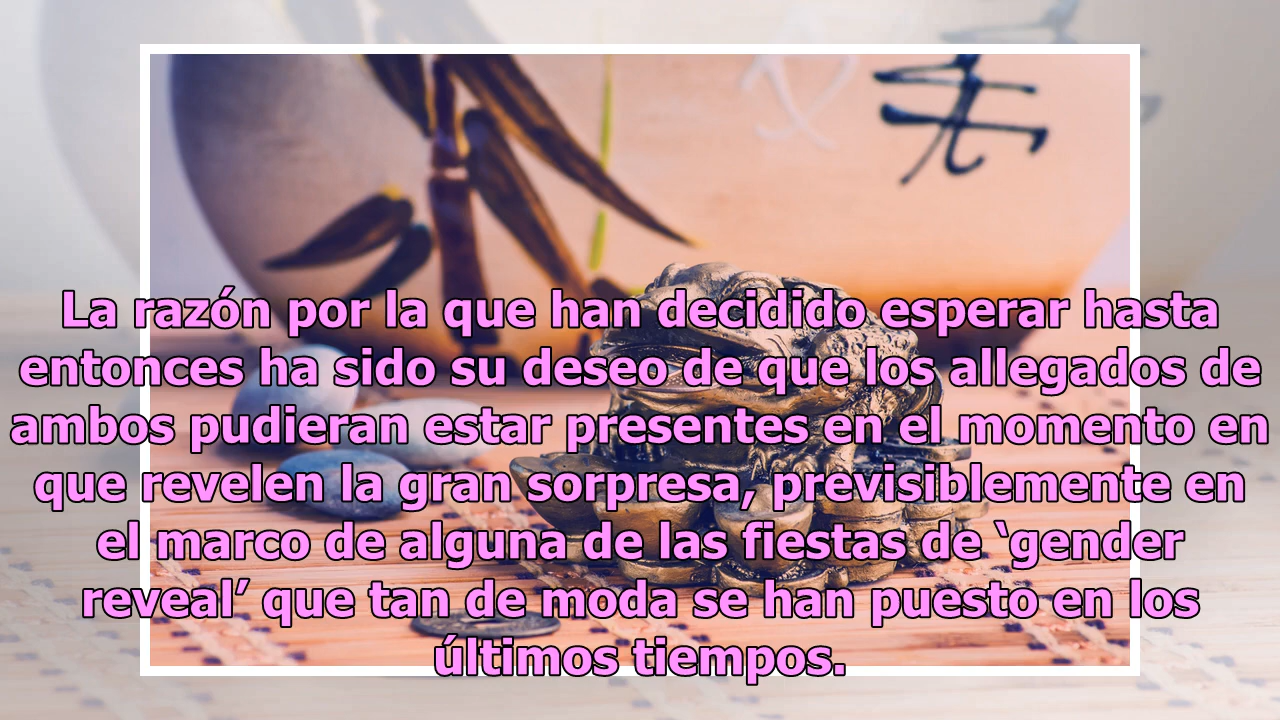 La razón por la que han decidido esperar hasta
entonces ha sido su deseo de que los allegados de
ambos pudieran estar presentes en el momento en
que revelen la gran sorpresa, previsiblemente en
el marco de alguna de las fiestas de ‘gender
reveal’ que tan de moda se han puesto en los
últimos tiempos.